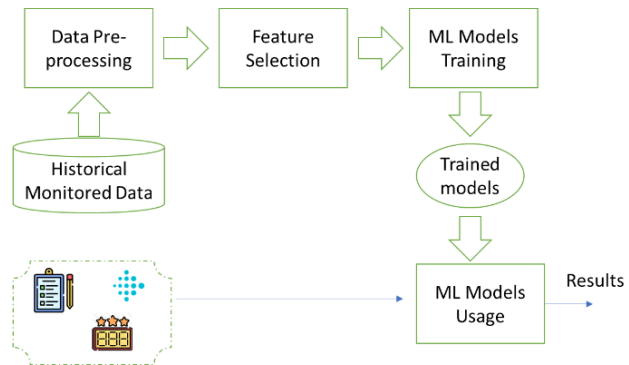 Data Pre-
processing
Feature
Selection
ML Models
Training
Historical
Monitored Data
Trained
models
ML Models
Usage
Results